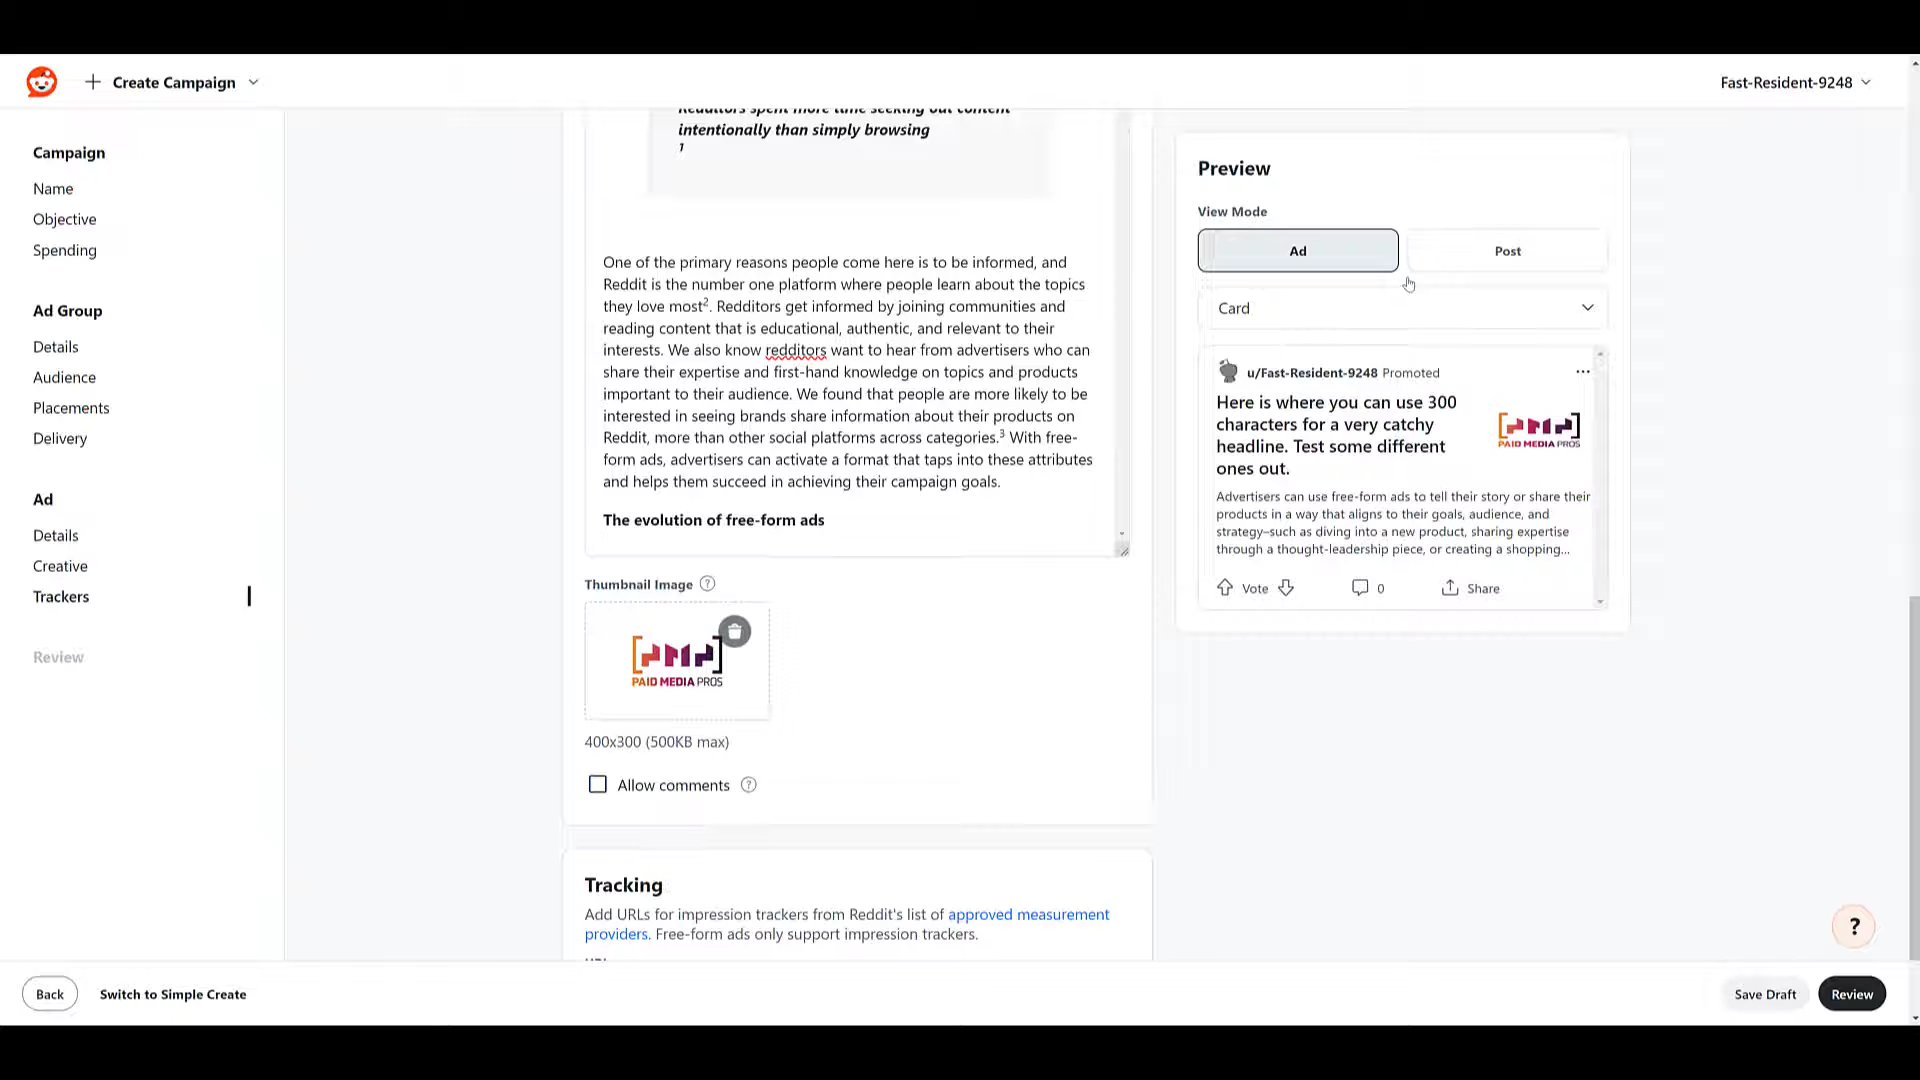 Create Campaign
Fast-Resident-9248
Campaign
Name
Objective
Spending
Ad Group
Details
Audience
Placements
Delivery
Ad
Details
Creative
Trackers
Review
Redditors spent more time seeking out content
intentionally than simply browsing
1
One of the primary reasons people come here is to be informed, and
Reddit is the number one platform where people learn about the topics
they love most2. Redditors get informed by joining communities and
reading content that is educational, authentic, and relevant to their
interests. We also know redditors want to hear from advertisers who can
share their expertise and first-hand knowledge on topics and products
important to their audience. We found that people are more likely to be
interested in seeing brands share information about their products on
Reddit, more than other social platforms across categories.3 With free-
form ads, advertisers can activate a format that taps into these attributes
and helps them succeed in achieving their campaign goals.
The evolution of free-form ads
Thumbnail Image ?
PMP
PAID MEDIA PROS
400x300 (500KB max)
Allow comments ?
Tracking
Add URLs for impression trackers from Reddit's list of approved measurement
providers. Free-form ads only support impression trackers.
Preview
View Mode
Ad
Post
Card
u/Fast-Resident-9248 Promoted
Here is where you can use 300
characters for a very catchy
headline. Test some different
ones out.
PMP
PAID MEDIA PROS
Advertisers can use free-form ads to tell their story or share their
products in a way that aligns to their goals, audience, and
strategy–such as diving into a new product, sharing expertise
through a thought-leadership piece, or creating a shopping...
Vote
0
Share
?
Back
Switch to Simple Create
Save Draft
Review